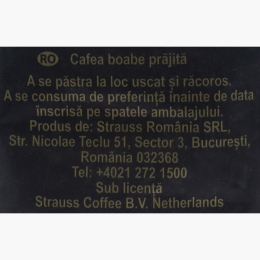 RO Cafea boabe prăjită
A se păstra la loc uscat și răcoros.
A se consuma de preferință înainte de data
înscrisă pe spatele ambalajului.
Produs de: Strauss România SRL,
Str. Nicolae Teclu 51, Sector 3, București,
România 032368
Tel: +4021 272 1500
Sub licență
Strauss Coffee B.V. Netherlands